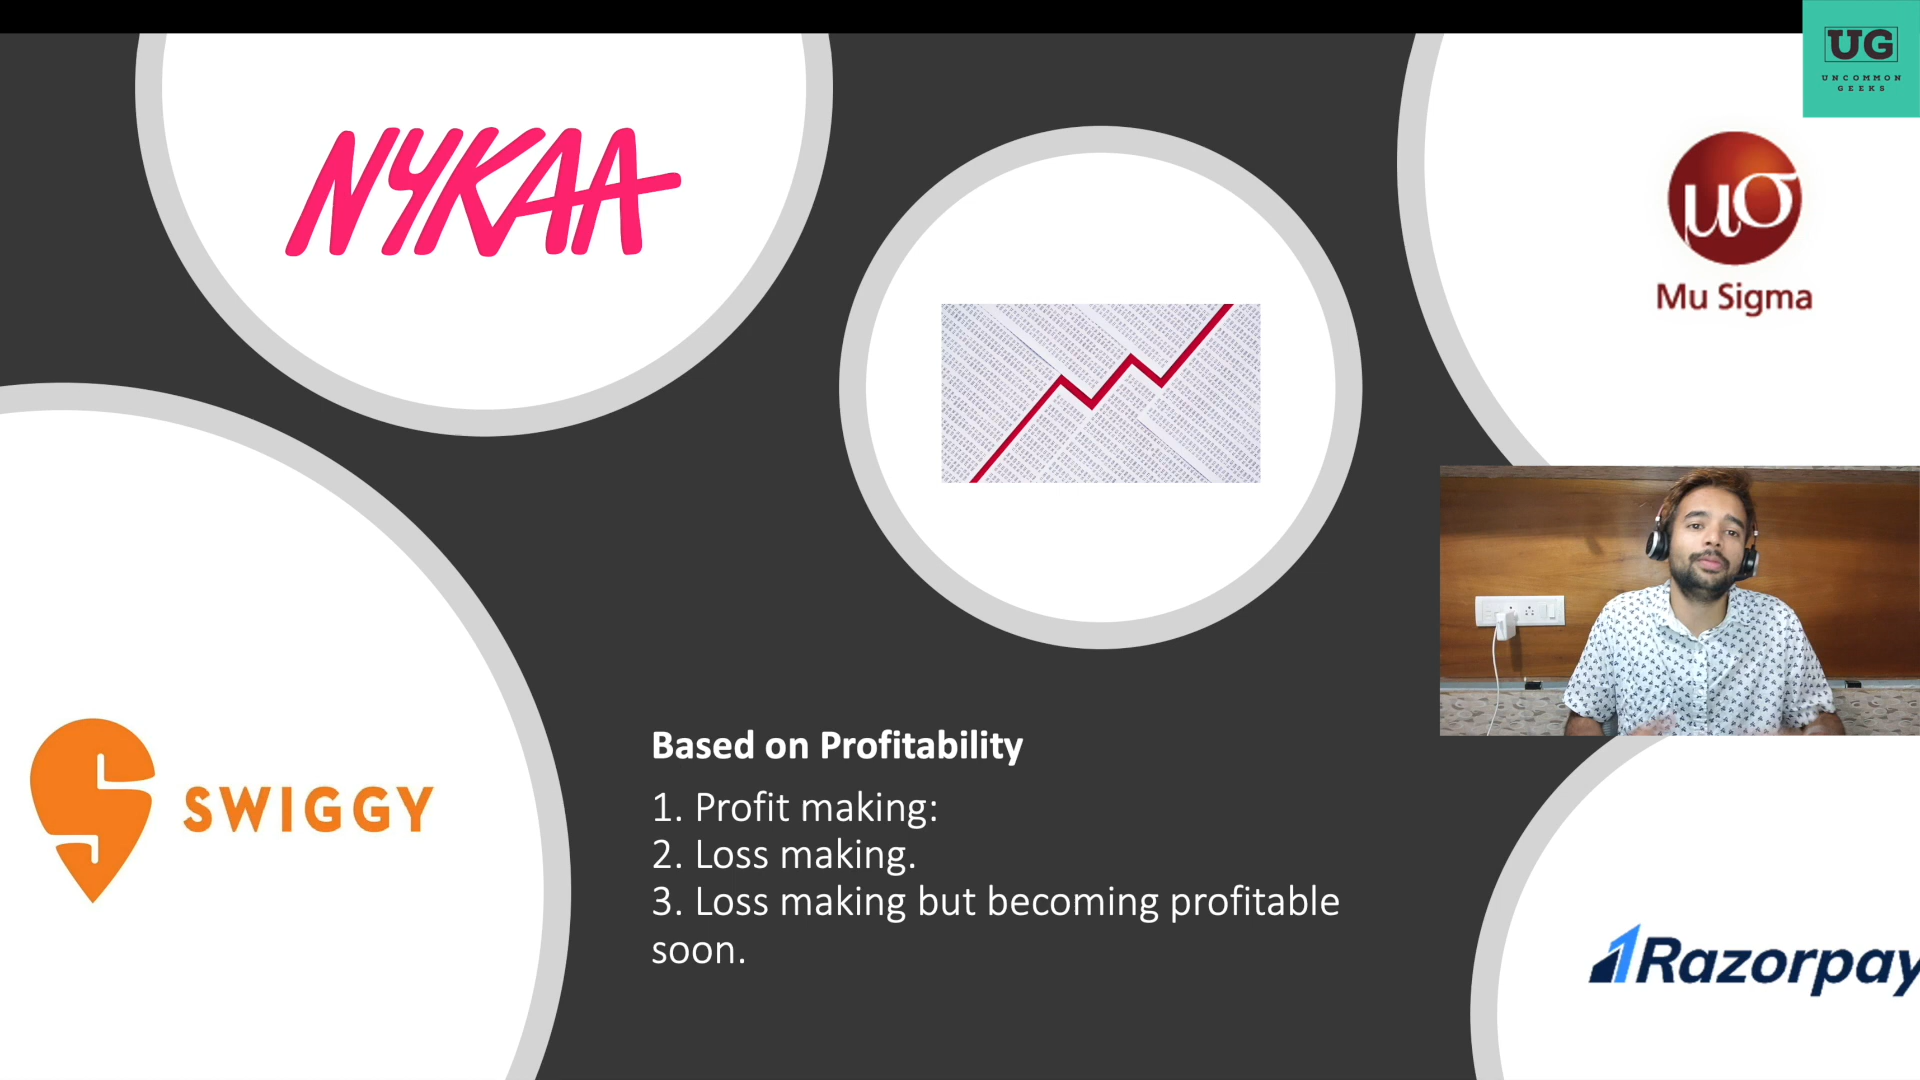 UG
UNCOMMON
GEEKS
NYKAA
μσ
Mu Sigma
SWIGGY
Based on Profitability
1. Profit making:
2. Loss making.
3. Loss making but becoming profitable
soon.
Razorpay